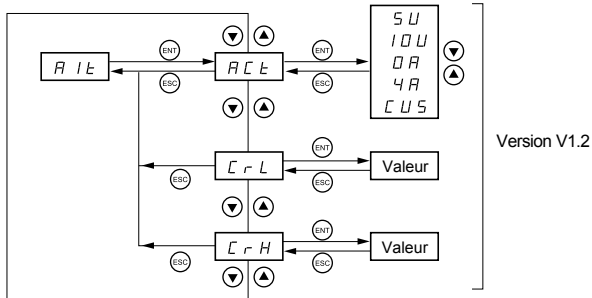 5U
10U
0A
4A
CUS
AIt
ENT
ESC
ACt
ENT
ESC
Version V1.2
ESC
CrL
ENT
ESC
Valeur
ESC
CrH
ENT
ESC
Valeur